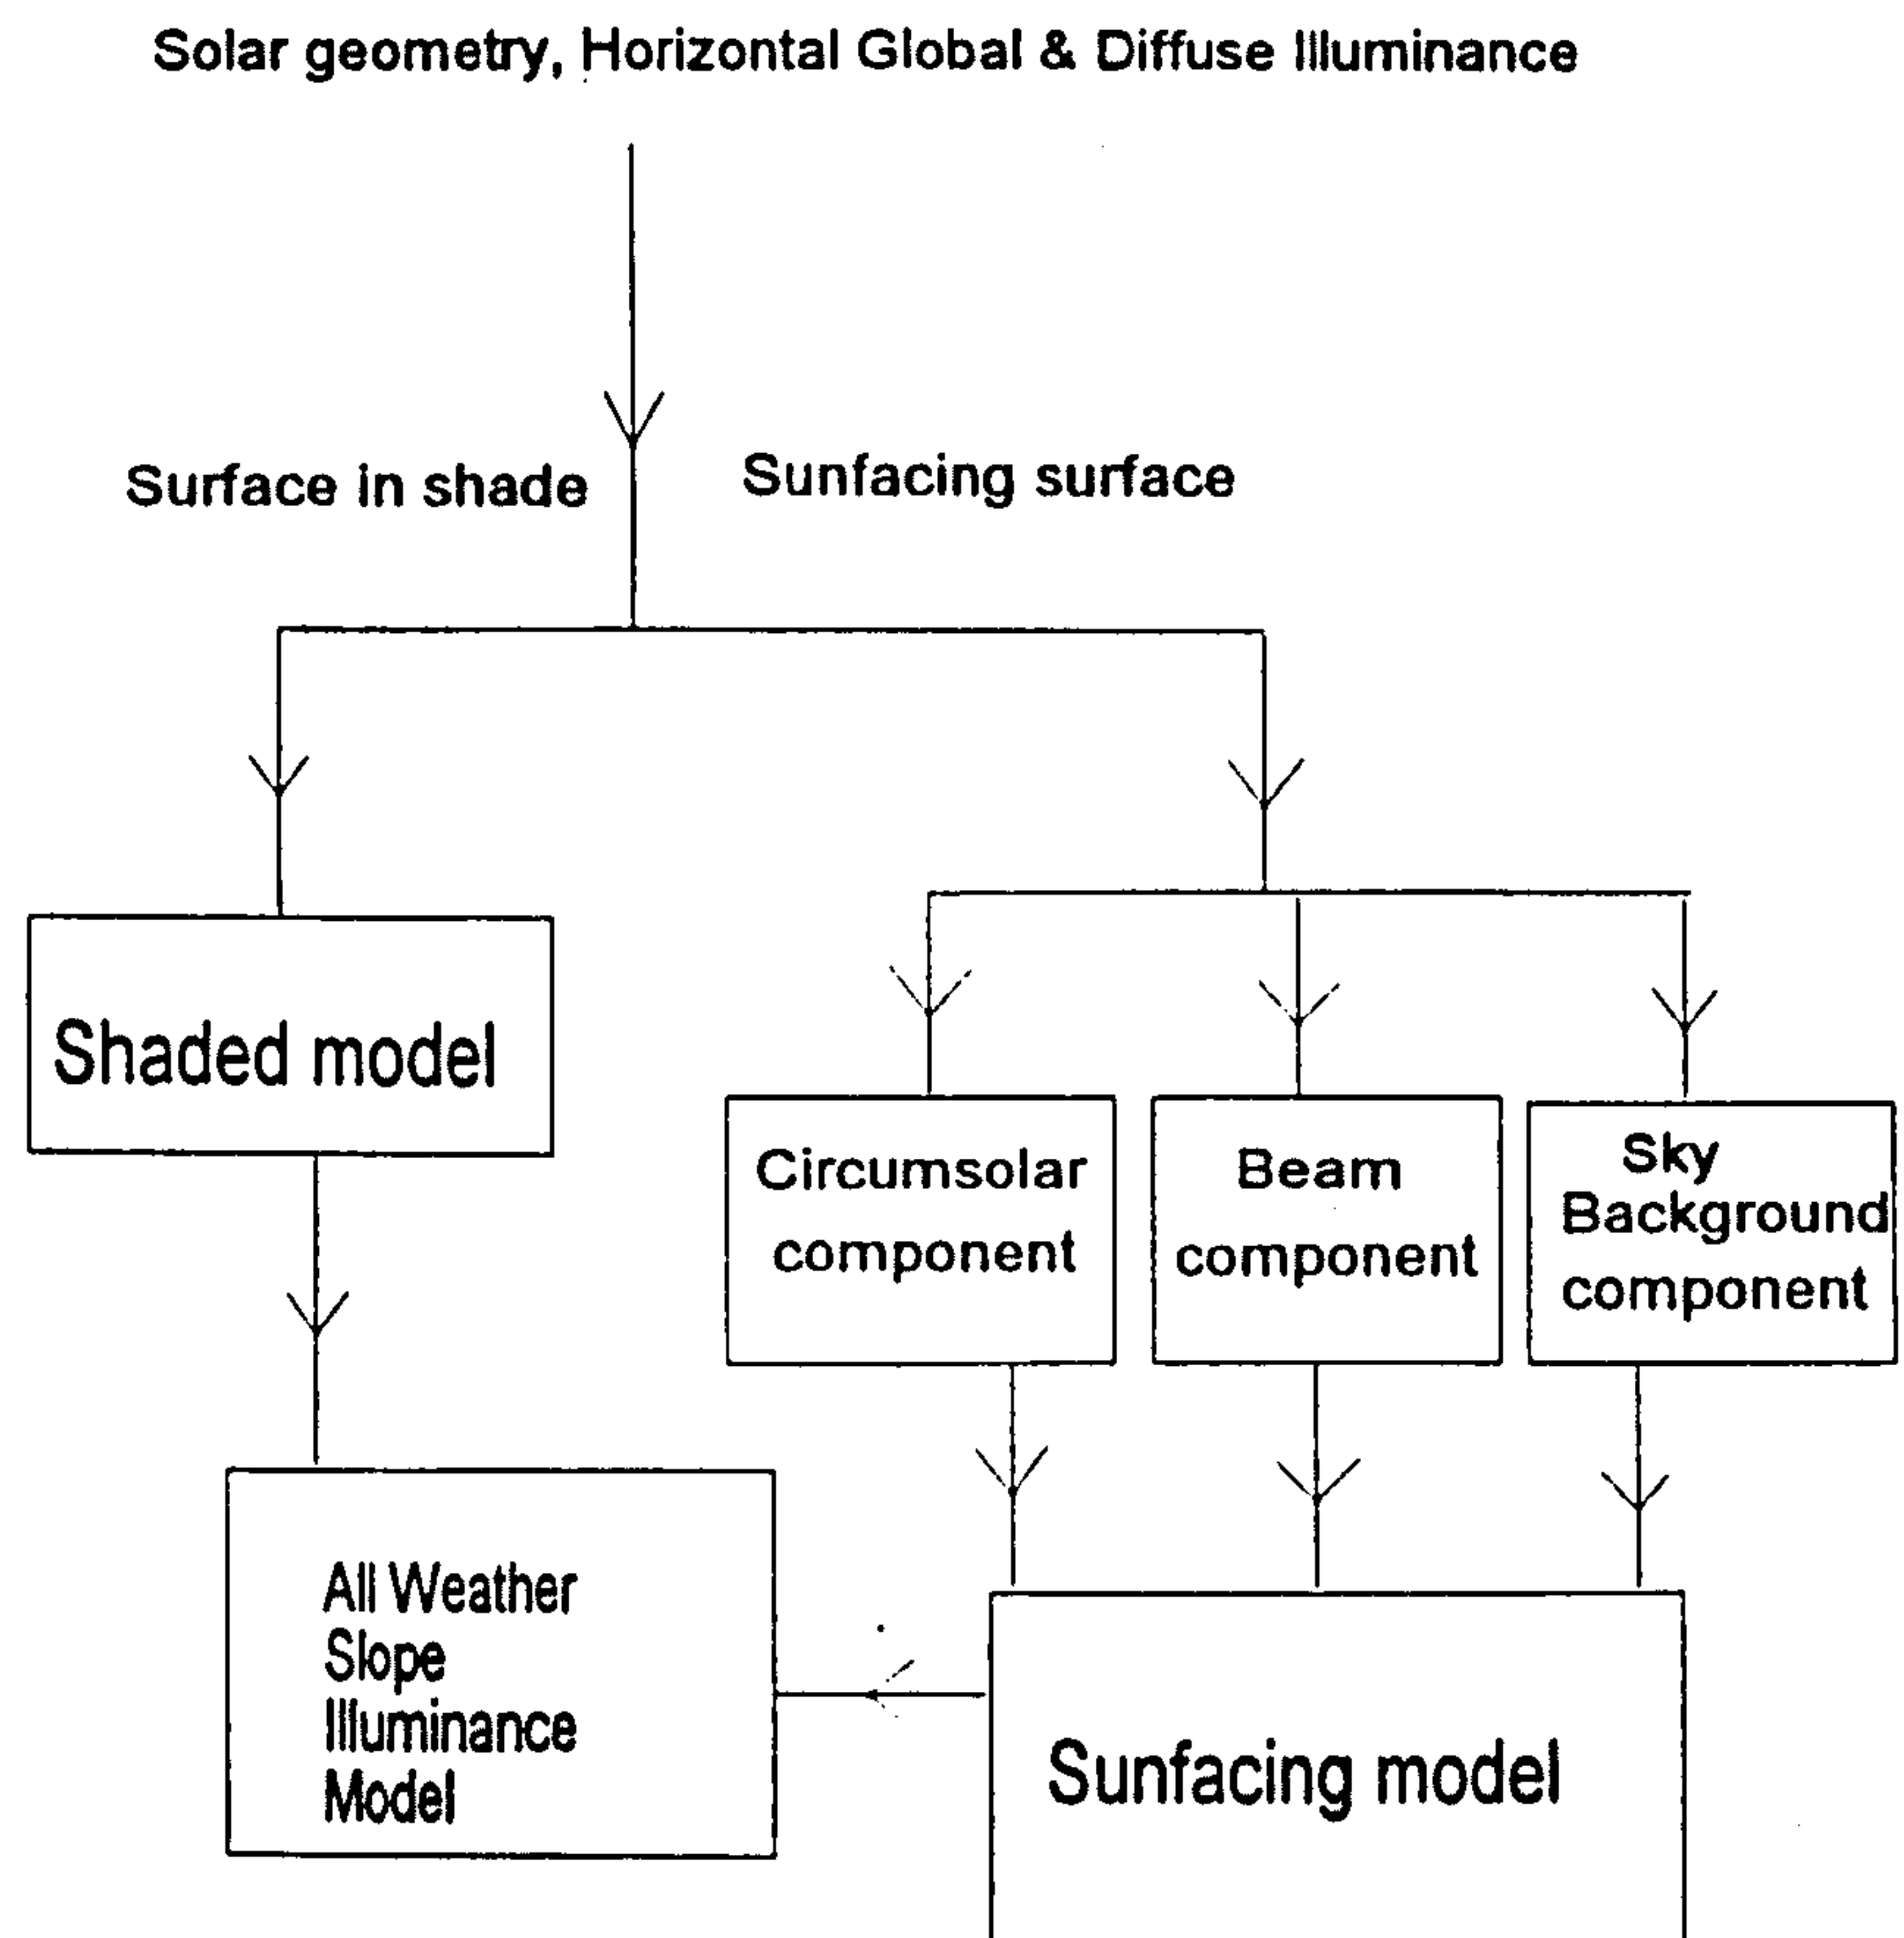 Solar geometry, Horizontal Global & Diffuse Illuminance
Surface in shade
Sunfacing surface
Shaded model
Circumsolar
component
Beam
component
Sky
Background
component
All Weather
Slope
Illuminance
Model
Sunfacing model